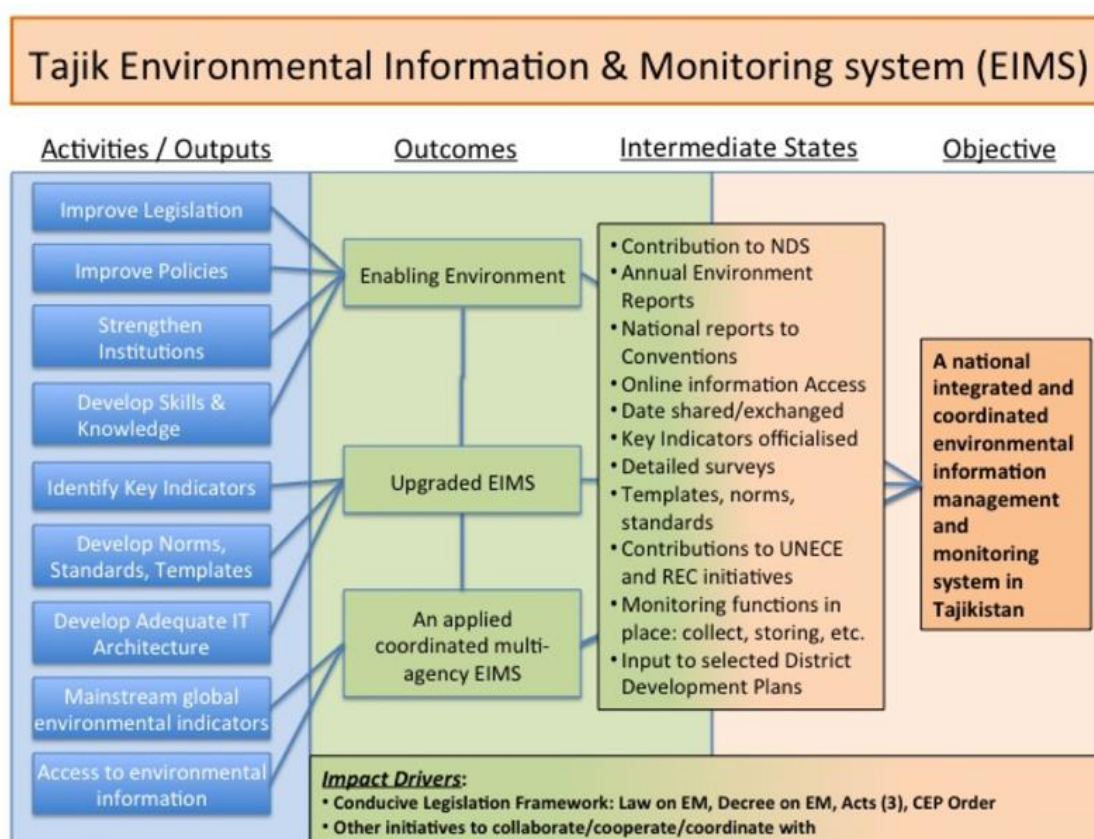 Tajik Environmental Information & Monitoring system (EIMS)
Activities / Outputs
Outcomes
Intermediate States
Objective
Improve Legislation
Improve Policies
Strengthen
Institutions
Develop Skills &
Knowledge
Identify Key Indicators
Develop Norms,
Standards, Templates
Develop Adequate IT
Architecture
Mainstream global
environmental indicators
Access to environmental
information
Enabling Environment
Upgraded EIMS
An applied
coordinated multi-
agency EIMS
• Contribution to NDS
• Annual Environment
Reports
• National reports to
Conventions
• Online information Access
• Date shared/exchanged
• Key Indicators officialised
• Detailed surveys
• Templates, norms,
standards
• Contributions to UNECE
and REC initiatives
• Monitoring functions in
place: collect, storing, etc.
• Input to selected District
Development Plans
A national
integrated and
coordinated
environmental
information
management
and
monitoring
system in
Tajikistan
Impact Drivers:
• Conducive Legislation Framework: Law on EM, Decree on EM, Acts (3), CEP Order
• Other initiatives to collaborate/cooperate/coordinate with